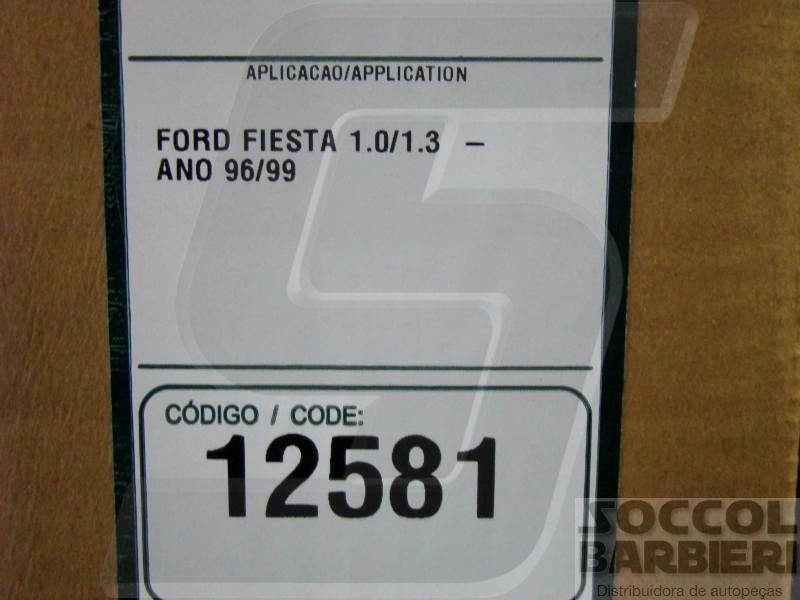 APLICACAO/APPLICATION
FORD FIESTA 1.0/1.3 –
ANO 96/99
CÓDIGO / CODE:
12581
SOCCOL
BARBIERI
Distribuidora de autopeças